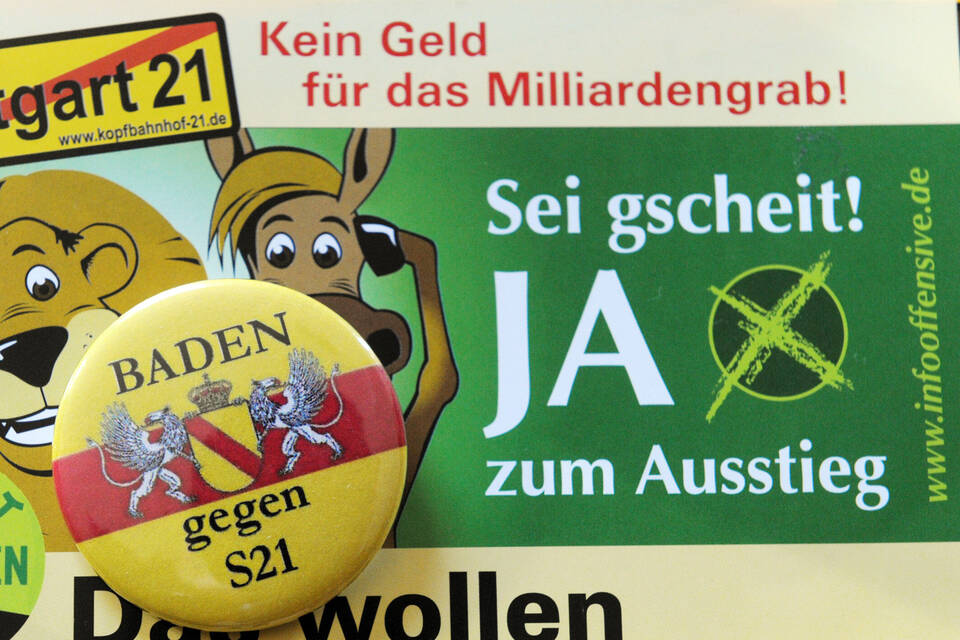 Kein Geld
für das Milliardengrab!
tgart 21
www.kopfbahnhof-21.de
Sei gscheit!
JA
zum Ausstieg
www.infooffensive.de
BADEN
gegen
S21
EN
wollen